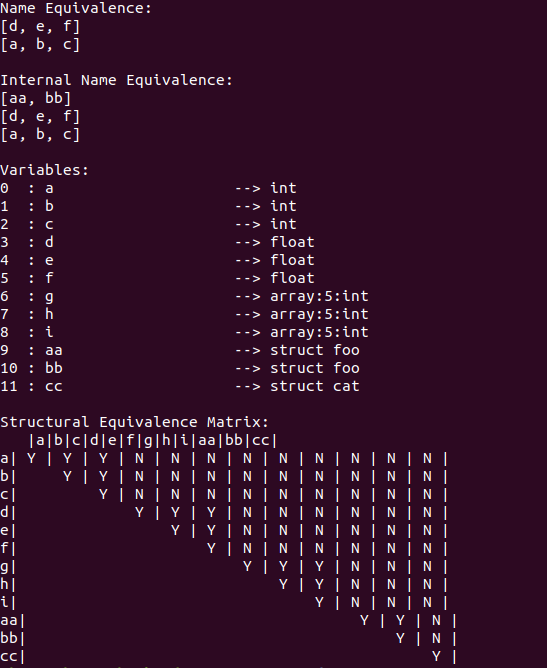 Name Equivalence:
[d, e, f]
[a, b, c]

Internal Name Equivalence:
[aa, bb]
[d, e, f]
[a, b, c]

Variables:
0  : a                    --> int
1  : b                    --> int
2  : c                    --> int
3  : d                    --> float
4  : e                    --> float
5  : f                    --> float
6  : g                    --> array:5:int
7  : h                    --> array:5:int
8  : i                    --> array:5:int
9  : aa                   --> struct foo
10 : bb                   --> struct foo
11 : cc                   --> struct cat

Structural Equivalence Matrix:
   |a|b|c|d|e|f|g|h|i|aa|bb|cc|
a| Y | Y | Y | N | N | N | N | N | N | N | N | N |
b|     Y | Y | N | N | N | N | N | N | N | N | N |
c|         Y | N | N | N | N | N | N | N | N | N |
d|             Y | Y | Y | N | N | N | N | N | N |
e|                 Y | Y | N | N | N | N | N | N |
f|                     Y | N | N | N | N | N | N |
g|                         Y | Y | Y | N | N | N |
h|                             Y | Y | N | N | N |
i|                                 Y | N | N | N |
aa|                                     Y | Y | N |
bb|                                         Y | N |
cc|                                             Y |